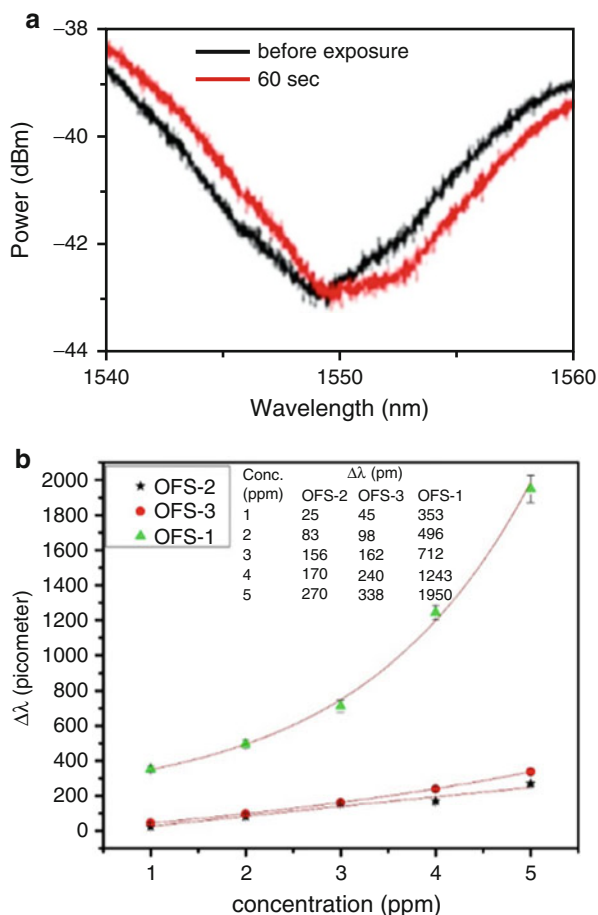 a
−38
−40
−42
−44
Power (dBm)
before exposure
60 sec
1540 1550 1560
Wavelength (nm)
b
2000
1800
1600
1400
1200
1000
800
600
400
200
0
Δλ (picometer)
OFS-2
OFS-3
OFS-1
Conc. Δλ (pm)
(ppm) OFS-2 OFS-3 OFS-1
1 25 45 353
2 83 98 496
3 156 162 712
4 170 240 1243
5 270 338 1950
1 2 3 4 5
concentration (ppm)